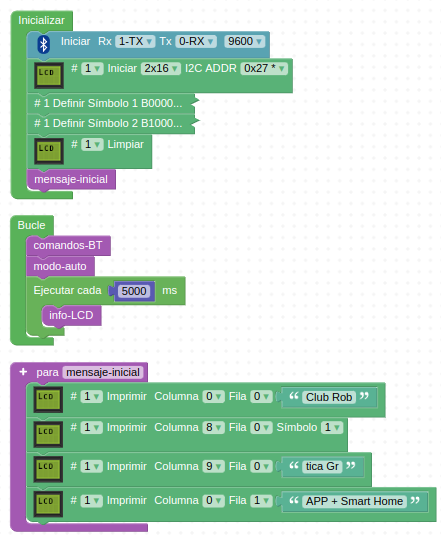 Inicializar
Iniciar Rx 1-TX Tx 0-RX 9600
LCD # 1 Iniciar 2x16 I2C ADDR 0x27 *
# 1 Definir Símbolo 1 B0000...
# 1 Definir Símbolo 2 B1000...
LCD # 1 Limpiar
mensaje-inicial
Bucle
comandos-BT
modo-auto
Ejecutar cada 5000 ms
info-LCD
+ para mensaje-inicial
LCD # 1 Imprimir Columna 0 Fila 0 “ Club Rob ”
LCD # 1 Imprimir Columna 8 Fila 0 Símbolo 1
LCD # 1 Imprimir Columna 9 Fila 0 “ tica Gr ”
LCD # 1 Imprimir Columna 0 Fila 1 “ APP + Smart Home ”